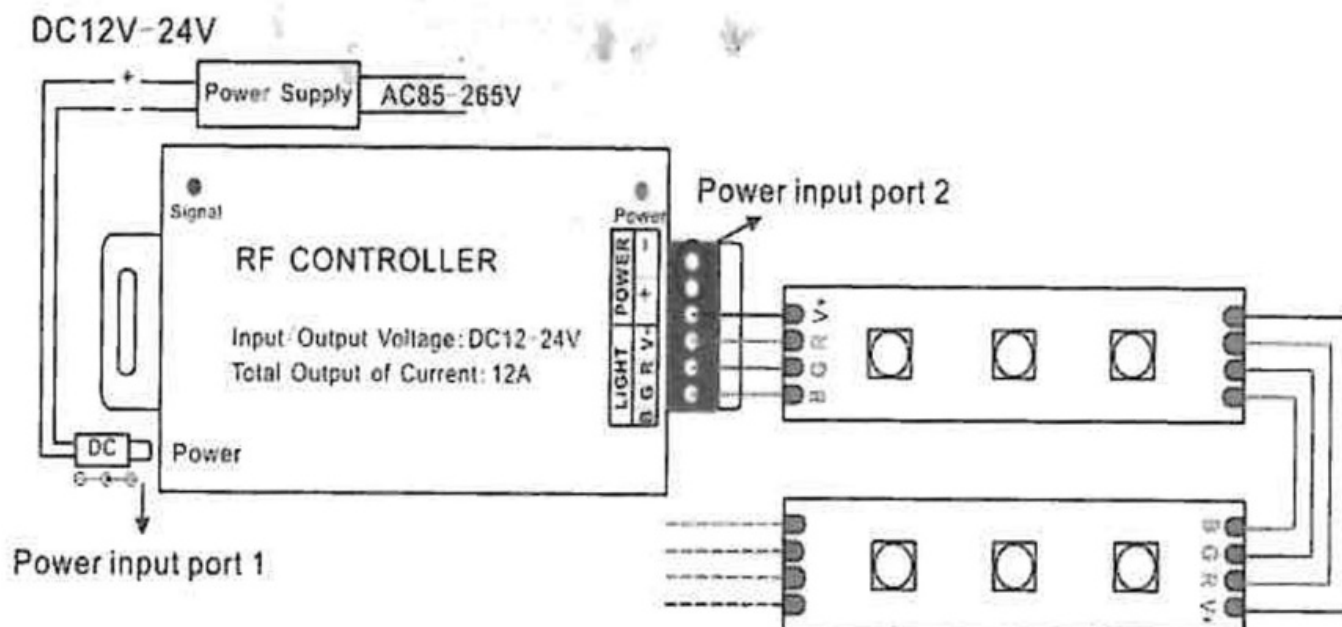 DC12V-24V
+
-
Power Supply
AC85-265V
Signal
Power
Power input port 2
RF CONTROLLER
POWER
- +
Input/Output Voltage: DC12-24V
Total Output of Current: 12A
LIGHT
B G R V+
V+
R
G
B
DC
Power
Power input port 1
B
G
R
V+